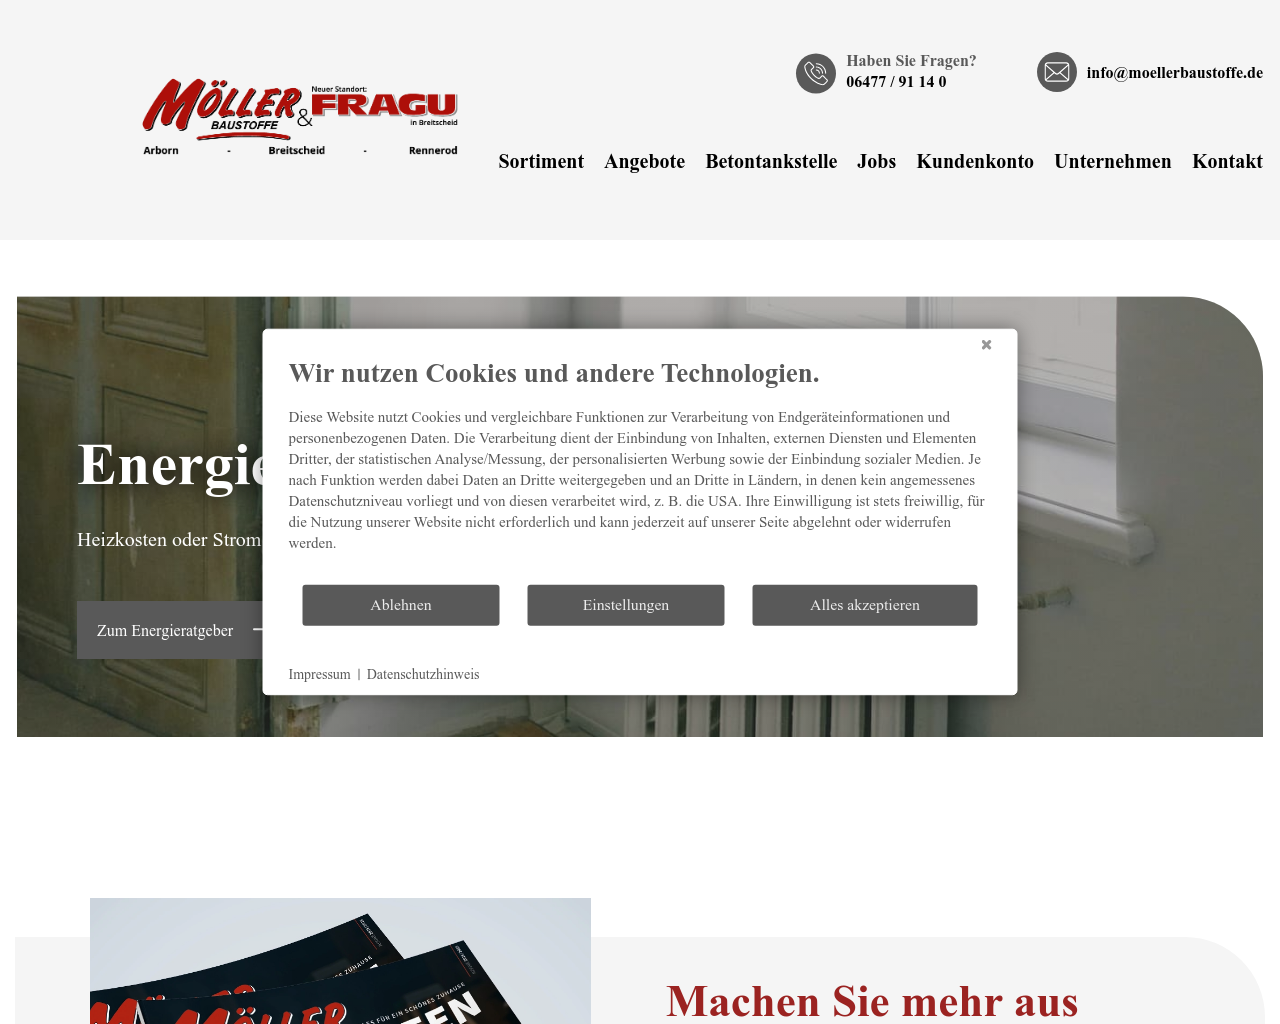 Haben Sie Fragen?
06477 / 91 14 0
info@moellerbaustoffe.de
MÖLLER
BAUSTOFFE
&
Neuer Standort:
FRAGU
in Breitscheid
Arborn - Breitscheid - Rennerod
Sortiment Angebote Betontankstelle Jobs Kundenkonto Unternehmen Kontakt
Wir nutzen Cookies und andere Technologien.
Diese Website nutzt Cookies und vergleichbare Funktionen zur Verarbeitung von Endgeräteinformationen und
personenbezogenen Daten. Die Verarbeitung dient der Einbindung von Inhalten, externen Diensten und Elementen
Dritter, der statistischen Analyse/Messung, der personalisierten Werbung sowie der Einbindung sozialer Medien. Je
nach Funktion werden dabei Daten an Dritte weitergegeben und an Dritte in Ländern, in denen kein angemessenes
Datenschutzniveau vorliegt und von diesen verarbeitet wird, z. B. die USA. Ihre Einwilligung ist stets freiwillig, für
die Nutzung unserer Website nicht erforderlich und kann jederzeit auf unserer Seite abgelehnt oder widerrufen
werden.
Ablehnen Einstellungen Alles akzeptieren
Impressum | Datenschutzhinweis
Energie
Heizkosten oder Strom
Zum Energieratgeber
MÖLLER
Machen Sie mehr aus